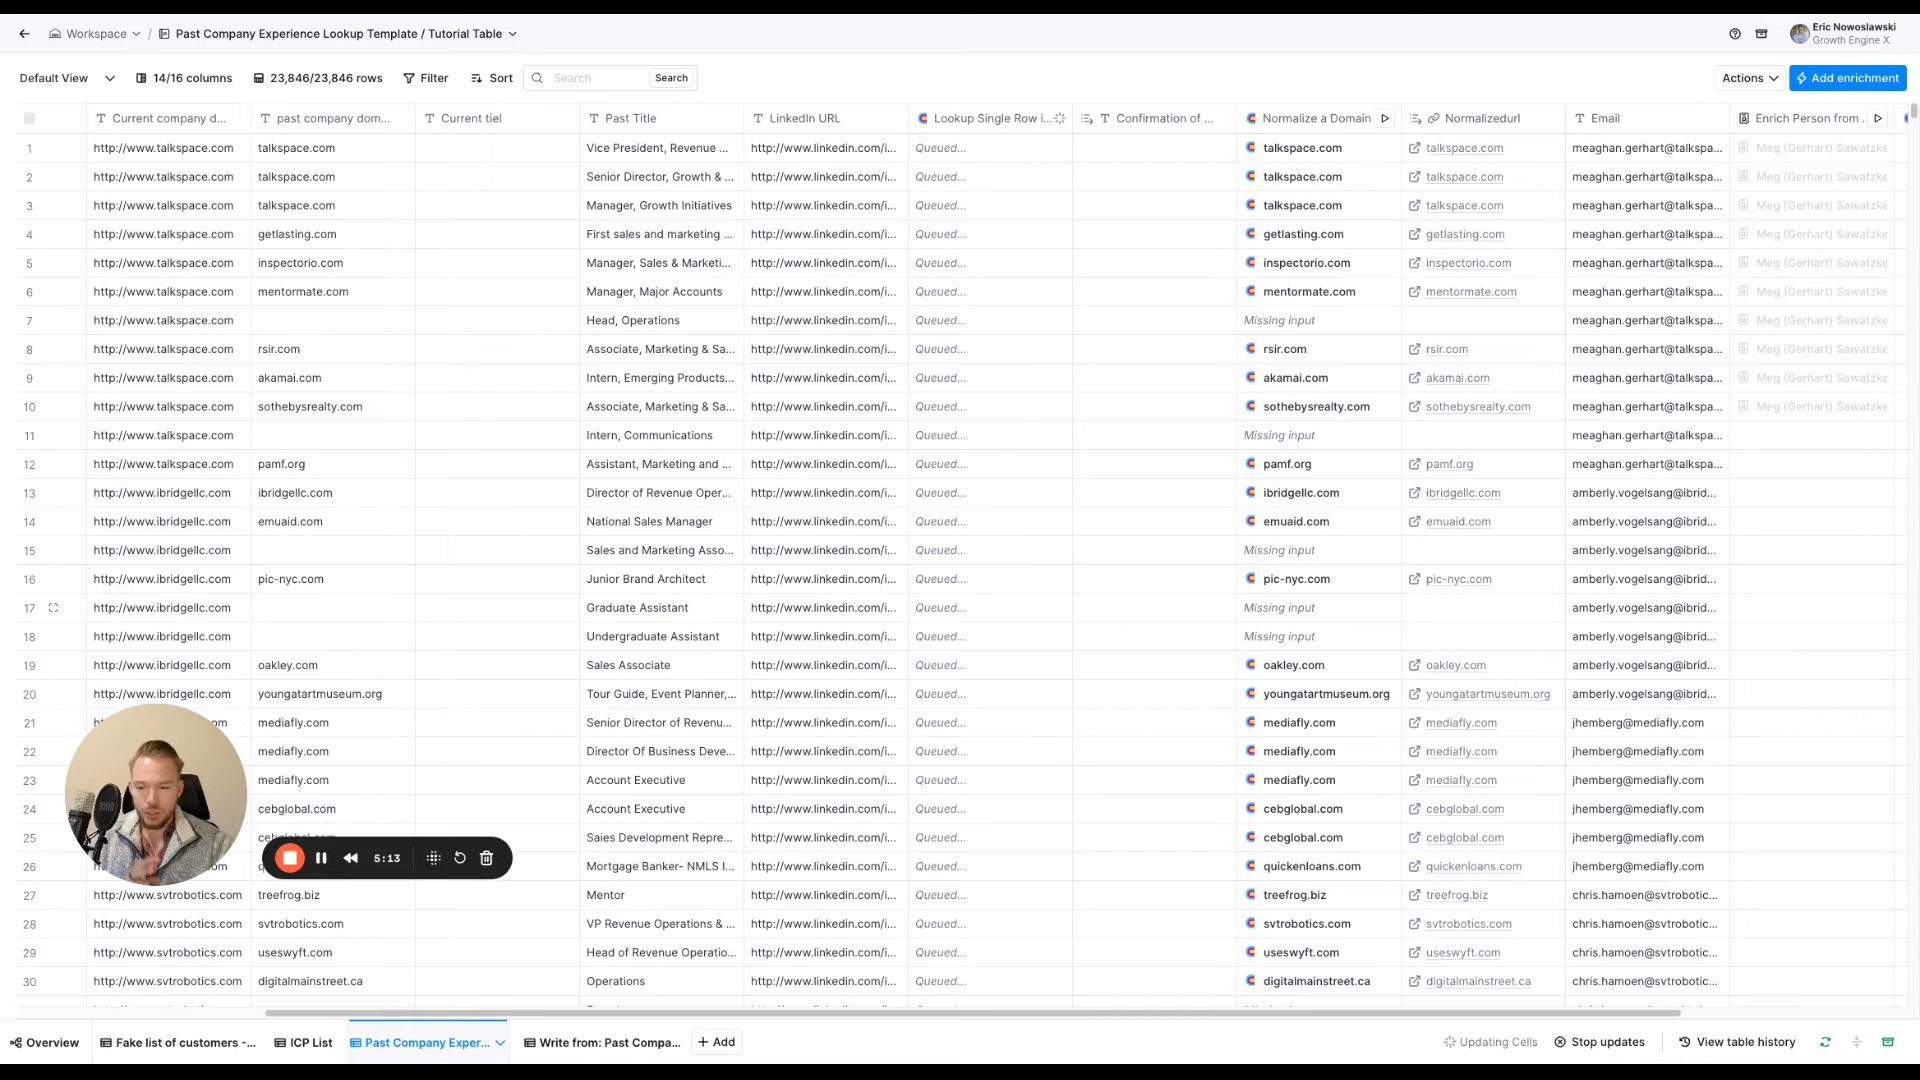 Workspace / Past Company Experience Lookup Template / Tutorial Table
Eric Nowoslawski
Growth Engine X
Default View 14/16 columns 23,846/23,846 rows Filter Sort Search Search Actions Add enrichment
Current company d... past company dom... Current tiel Past Title LinkedIn URL Lookup Single Row i... Confirmation of ... Normalize a Domain Normalizedurl Email Enrich Person from ...
1 http://www.talkspace.com talkspace.com Vice President, Revenue ... http://www.linkedin.com/i... Queued... talkspace.com talkspace.com meaghan.gerhart@talkspa... Meg (Gerhart) Sawatzke
2 http://www.talkspace.com talkspace.com Senior Director, Growth & ... http://www.linkedin.com/i... Queued... talkspace.com talkspace.com meaghan.gerhart@talkspa... Meg (Gerhart) Sawatzke
3 http://www.talkspace.com talkspace.com Manager, Growth Initiatives http://www.linkedin.com/i... Queued... talkspace.com talkspace.com meaghan.gerhart@talkspa... Meg (Gerhart) Sawatzke
4 http://www.talkspace.com getlasting.com First sales and marketing ... http://www.linkedin.com/i... Queued... getlasting.com getlasting.com meaghan.gerhart@talkspa... Meg (Gerhart) Sawatzke
5 http://www.talkspace.com inspectorio.com Manager, Sales & Marketi... http://www.linkedin.com/i... Queued... inspectorio.com inspectorio.com meaghan.gerhart@talkspa... Meg (Gerhart) Sawatzke
6 http://www.talkspace.com mentormate.com Manager, Major Accounts http://www.linkedin.com/i... Queued... mentormate.com mentormate.com meaghan.gerhart@talkspa... Meg (Gerhart) Sawatzke
7 http://www.talkspace.com Head, Operations http://www.linkedin.com/i... Queued... Missing input meaghan.gerhart@talkspa... Meg (Gerhart) Sawatzke
8 http://www.talkspace.com rsir.com Associate, Marketing & Sa... http://www.linkedin.com/i... Queued... rsir.com rsir.com meaghan.gerhart@talkspa... Meg (Gerhart) Sawatzke
9 http://www.talkspace.com akamai.com Intern, Emerging Products... http://www.linkedin.com/i... Queued... akamai.com akamai.com meaghan.gerhart@talkspa... Meg (Gerhart) Sawatzke
10 http://www.talkspace.com sothebysrealty.com Associate, Marketing & Sa... http://www.linkedin.com/i... Queued... sothebysrealty.com sothebysrealty.com meaghan.gerhart@talkspa... Meg (Gerhart) Sawatzke
11 http://www.talkspace.com Intern, Communications http://www.linkedin.com/i... Queued... Missing input meaghan.gerhart@talkspa...
12 http://www.talkspace.com pamf.org Assistant, Marketing and ... http://www.linkedin.com/i... Queued... pamf.org pamf.org meaghan.gerhart@talkspa...
13 http://www.ibridgellc.com ibridgellc.com Director of Revenue Oper... http://www.linkedin.com/i... Queued... ibridgellc.com ibridgellc.com amberly.vogelsang@ibrid...
14 http://www.ibridgellc.com emuaid.com National Sales Manager http://www.linkedin.com/i... Queued... emuaid.com emuaid.com amberly.vogelsang@ibrid...
15 http://www.ibridgellc.com Sales and Marketing Asso... http://www.linkedin.com/i... Queued... Missing input amberly.vogelsang@ibrid...
16 http://www.ibridgellc.com pic-nyc.com Junior Brand Architect http://www.linkedin.com/i... Queued... pic-nyc.com pic-nyc.com amberly.vogelsang@ibrid...
17 http://www.ibridgellc.com Graduate Assistant http://www.linkedin.com/i... Queued... Missing input amberly.vogelsang@ibrid...
18 http://www.ibridgellc.com Undergraduate Assistant http://www.linkedin.com/i... Queued... Missing input amberly.vogelsang@ibrid...
19 http://www.ibridgellc.com oakley.com Sales Associate http://www.linkedin.com/i... Queued... oakley.com oakley.com amberly.vogelsang@ibrid...
20 http://www.ibridgellc.com youngatartmuseum.org Tour Guide, Event Planner,... http://www.linkedin.com/i... Queued... youngatartmuseum.org youngatartmuseum.org amberly.vogelsang@ibrid...
21 mediafly.com Senior Director of Revenu... http://www.linkedin.com/i... Queued... mediafly.com mediafly.com jhemberg@mediafly.com
22 mediafly.com Director Of Business Deve... http://www.linkedin.com/i... Queued... mediafly.com mediafly.com jhemberg@mediafly.com
23 mediafly.com Account Executive http://www.linkedin.com/i... Queued... mediafly.com mediafly.com jhemberg@mediafly.com
24 cebglobal.com Account Executive http://www.linkedin.com/i... Queued... cebglobal.com cebglobal.com jhemberg@mediafly.com
25 cebglobal.com Sales Development Repre... http://www.linkedin.com/i... Queued... cebglobal.com cebglobal.com jhemberg@mediafly.com
5:13
26 Mortgage Banker- NMLS I... http://www.linkedin.com/i... Queued... quickenloans.com quickenloans.com jhemberg@mediafly.com
27 http://www.svtrobotics.com treefrog.biz Mentor http://www.linkedin.com/i... Queued... treefrog.biz treefrog.biz chris.hamoen@svtrobotic...
28 http://www.svtrobotics.com svtrobotics.com VP Revenue Operations & ... http://www.linkedin.com/i... Queued... svtrobotics.com svtrobotics.com chris.hamoen@svtrobotic...
29 http://www.svtrobotics.com useswyft.com Head of Revenue Operatio... http://www.linkedin.com/i... Queued... useswyft.com useswyft.com chris.hamoen@svtrobotic...
30 http://www.svtrobotics.com digitalmainstreet.ca Operations http://www.linkedin.com/i... Queued... digitalmainstreet.ca digitalmainstreet.ca chris.hamoen@svtrobotic...
Overview Fake list of customers -... ICP List Past Company Exper... Write from: Past Compa... + Add Updating Cells Stop updates View table history